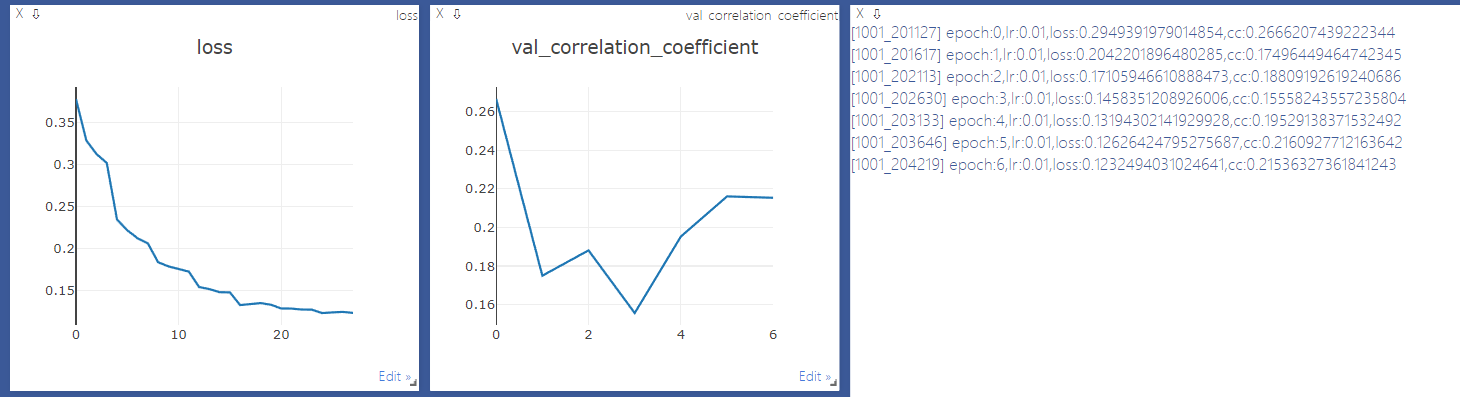 X ⇩ loss
loss
0.35
0.3
0.25
0.2
0.15
0 10 20
Edit »
X ⇩ val correlation coefficient
val_correlation_coefficient
0.26
0.24
0.22
0.2
0.18
0.16
0 2 4 6
Edit »
X ⇩
[1001_201127] epoch:0,lr:0.01,loss:0.2949391979014854,cc:0.2666207439222344
[1001_201617] epoch:1,lr:0.01,loss:0.2042201896480285,cc:0.17496449464742345
[1001_202113] epoch:2,lr:0.01,loss:0.17105946610888473,cc:0.18809192619240686
[1001_202630] epoch:3,lr:0.01,loss:0.1458351208926006,cc:0.15558243557235804
[1001_203133] epoch:4,lr:0.01,loss:0.13194302141929928,cc:0.19529138371532492
[1001_203646] epoch:5,lr:0.01,loss:0.12626424795275687,cc:0.2160927712163642
[1001_204219] epoch:6,lr:0.01,loss:0.1232494031024641,cc:0.21536327361841243